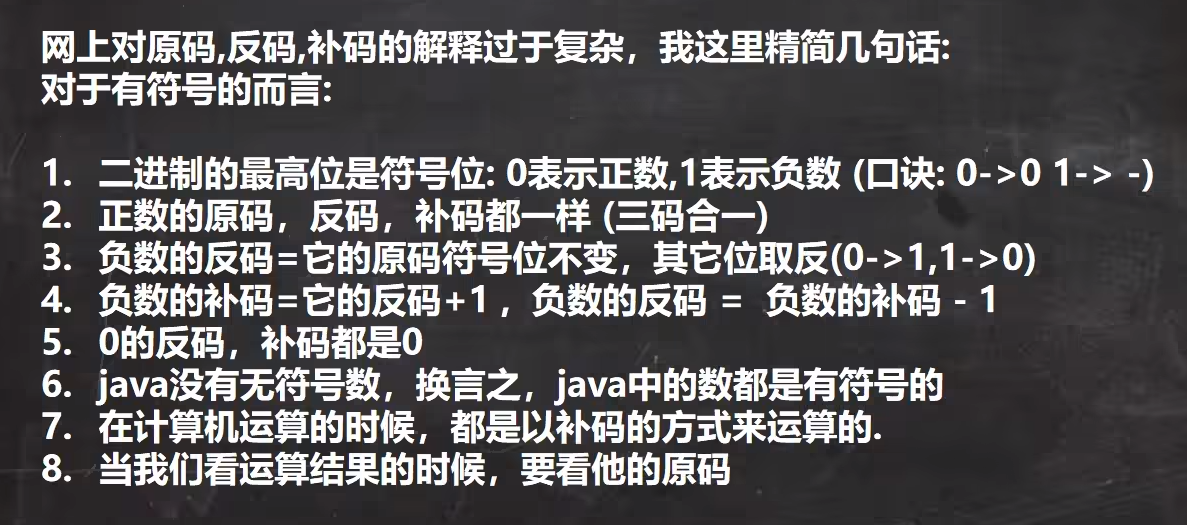 网上对原码,反码,补码的解释过于复杂，我这里精简几句话:
对于有符号的而言:
1. 二进制的最高位是符号位: 0表示正数,1表示负数 (口诀: 0->0 1-> -)
2. 正数的原码，反码，补码都一样 (三码合一)
3. 负数的反码=它的原码符号位不变，其它位取反(0->1,1->0)
4. 负数的补码=它的反码+1 ，负数的反码 = 负数的补码 - 1
5. 0的反码，补码都是0
6. java没有无符号数，换言之，java中的数都是有符号的
7. 在计算机运算的时候，都是以补码的方式来运算的.
8. 当我们看运算结果的时候，要看他的原码